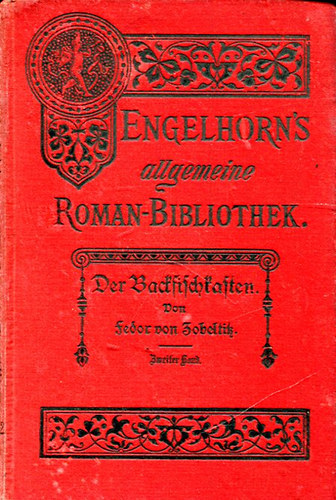 ENGELHORN'S
allgemeine
ROMAN-BIBLIOTHEK.
Der Backfischkasten.
Von
Fedor von Zobeltitz.
Zweiter Band.